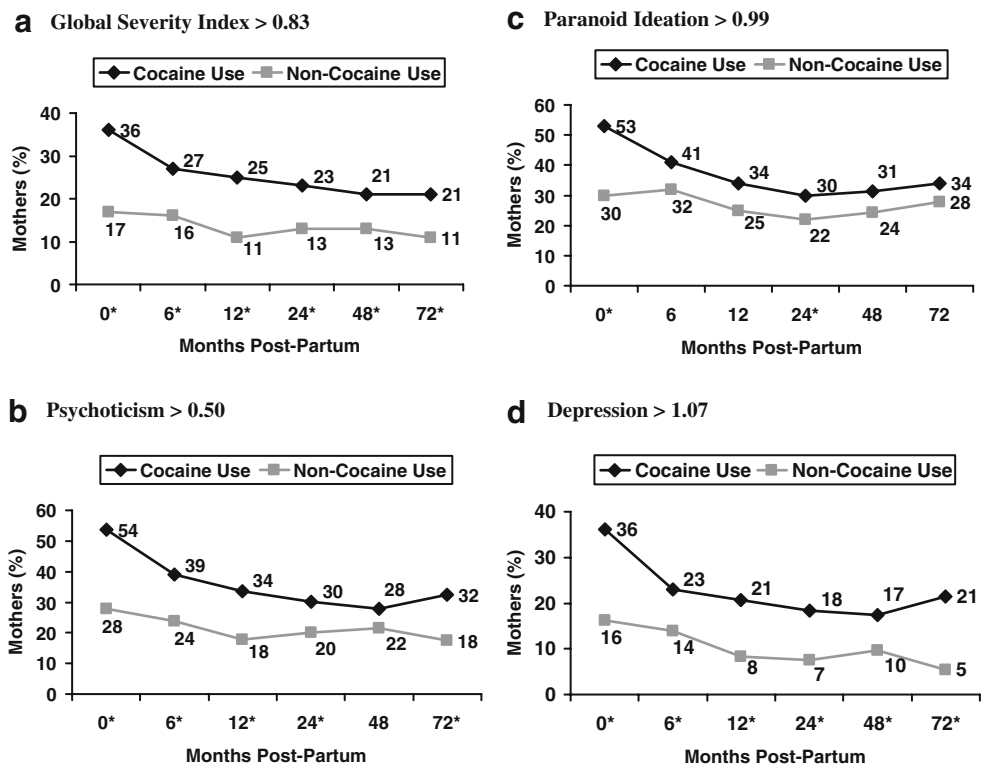 a Global Severity Index > 0.83
Cocaine Use Non-Cocaine Use
Mothers (%)
40
30
20
10
0
36 27 25 23 21 21
17 16 11 13 13 11
0* 6* 12* 24* 48* 72*
Months Post-Partum
c Paranoid Ideation > 0.99
Cocaine Use Non-Cocaine Use
Mothers (%)
60
50
40
30
20
10
0
53 41 34 30 31 34
30 32 25 22 24 28
0* 6 12 24* 48 72
Months Post-Partum
b Psychoticism > 0.50
Cocaine Use Non-Cocaine Use
Mothers (%)
60
50
40
30
20
10
0
54 39 34 30 28 32
28 24 18 20 22 18
0* 6* 12* 24* 48 72*
Months Post-Partum
d Depression > 1.07
Cocaine Use Non-Cocaine Use
Mothers (%)
40
30
20
10
0
36 23 21 18 17 21
16 14 8 7 10 5
0* 6* 12* 24* 48* 72*
Months Post-Partum